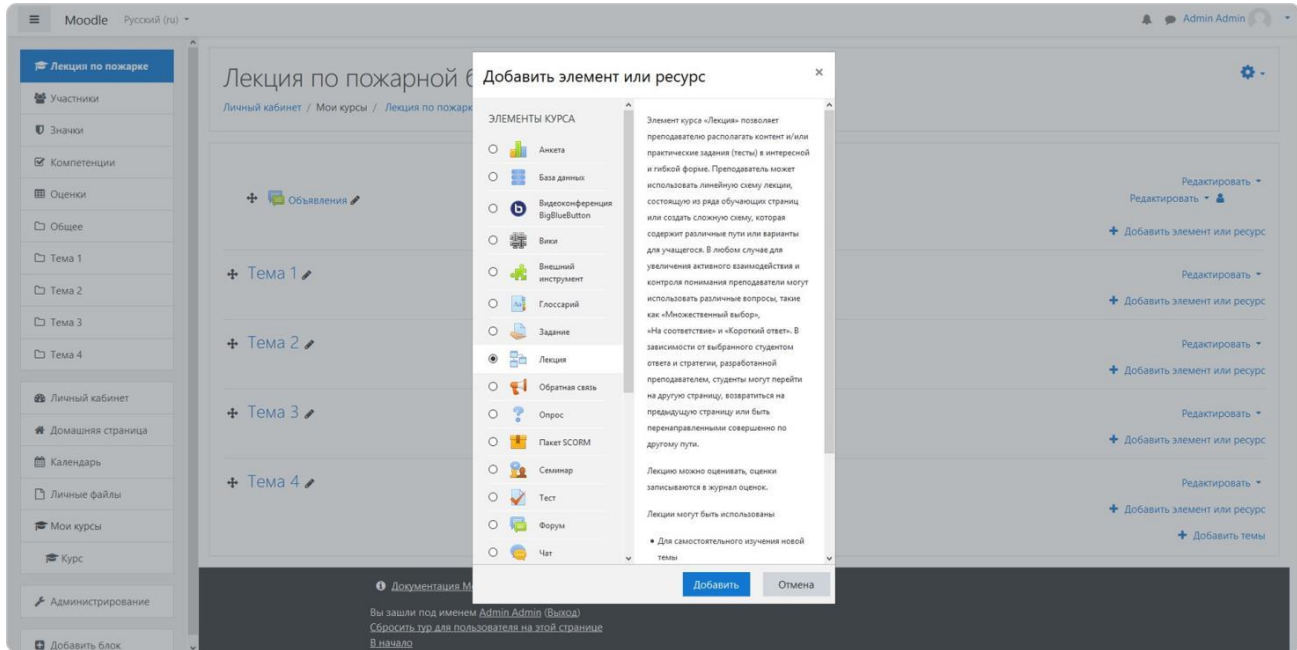 Moodle Русский (ru)
Admin Admin
Лекция по пожарке
Участники
Значки
Компетенции
Оценки
Общее
Тема 1
Тема 2
Тема 3
Тема 4
Личный кабинет
Домашняя страница
Календарь
Личные файлы
Мои курсы
Курс
Администрирование
Добавить блок
Лекция по пожарной
Личный кабинет / Мои курсы / Лекция по пожарк
Объявления
Редактировать
Редактировать
Добавить элемент или ресурс
Тема 1
Редактировать
Добавить элемент или ресурс
Тема 2
Редактировать
Добавить элемент или ресурс
Тема 3
Редактировать
Добавить элемент или ресурс
Тема 4
Редактировать
Добавить элемент или ресурс
Добавить темы
Добавить элемент или ресурс
×
ЭЛЕМЕНТЫ КУРСА
Анкета
База данных
Видеоконференция
BigBlueButton
Вики
Внешний
инструмент
Глоссарий
Задание
Лекция
Обратная связь
Опрос
Пакет SCORM
Семинар
Тест
Форум
Чат
Элемент курса «Лекция» позволяет
преподавателю располагать контент и/или
практические задания (тесты) в интересной
и гибкой форме. Преподаватель может
использовать линейную схему лекции,
состоящую из ряда обучающих страниц
или создать сложную схему, которая
содержит различные пути или варианты
для учащегося. В любом случае для
увеличения активного взаимодействия и
контроля понимания преподаватели могут
использовать различные вопросы, такие
как «Множественный выбор»,
«На соответствие» и «Короткий ответ». В
зависимости от выбранного студентом
ответа и стратегии, разработанной
преподавателем, студенты могут перейти
на другую страницу, возвратиться на
предыдущую страницу или быть
перенаправленными совершенно по
другому пути.
Лекцию можно оценивать, оценки
записываются в журнал оценок.
Лекции могут быть использованы
• Для самостоятельного изучения новой
темы
Добавить
Отмена
Документация М
Вы зашли под именем Admin Admin (Выход)
Сбросить тур для пользователя на этой странице
В начало